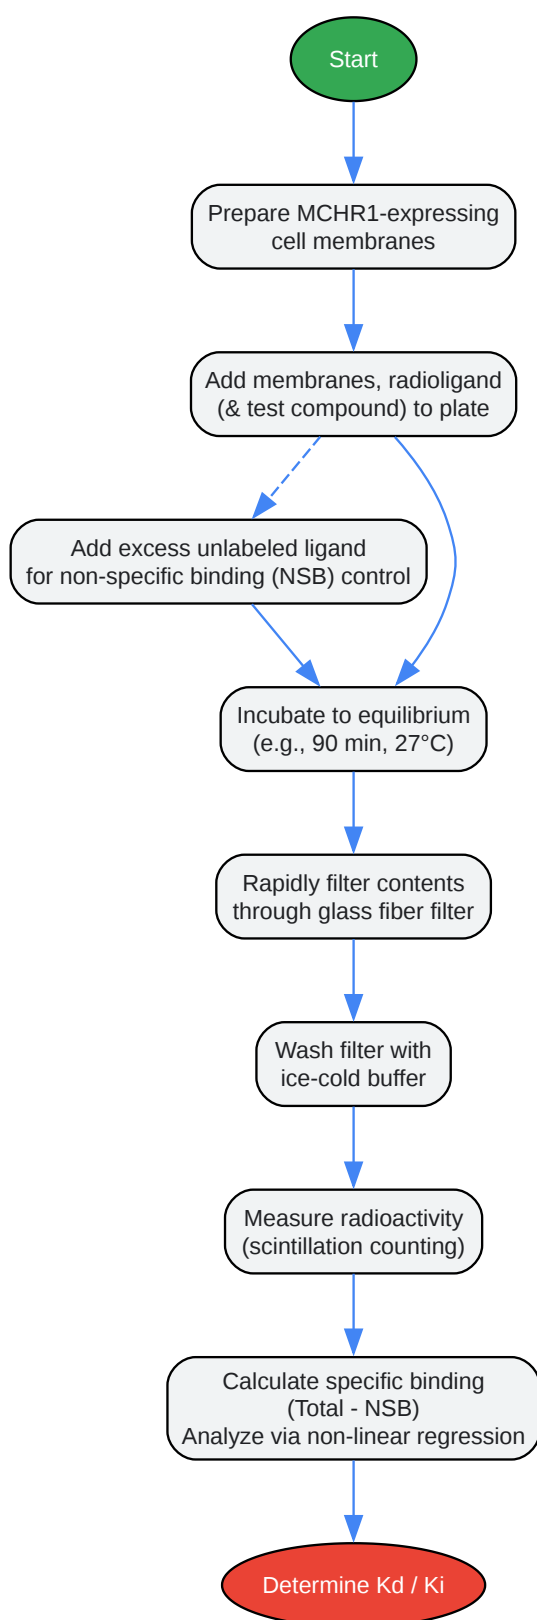 Start
Prepare MCHR1-expressing
cell membranes
Add membranes, radioligand
(& test compound) to plate
Add excess unlabeled ligand
for non-specific binding (NSB) control
Incubate to equilibrium
(e.g., 90 min, 27°C)
Rapidly filter contents
through glass fiber filter
Wash filter with
ice-cold buffer
Measure radioactivity
(scintillation counting)
Calculate specific binding
(Total - NSB)
Analyze via non-linear regression
Determine Kd / Ki